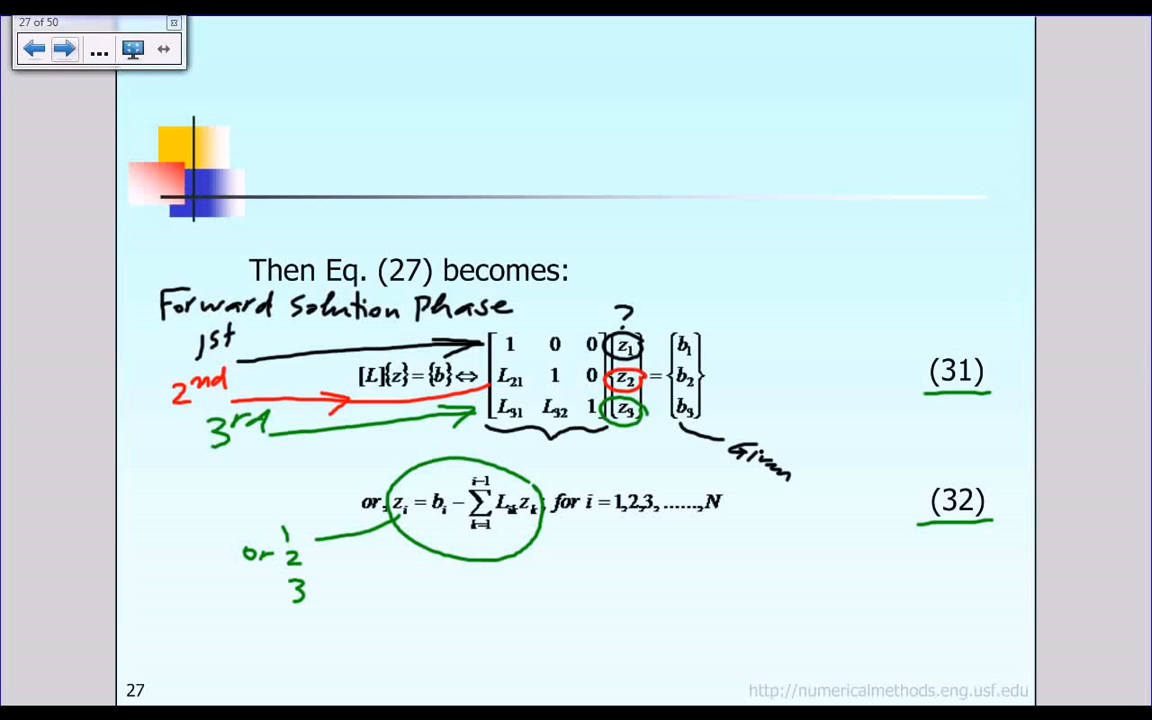 27 of 50
...
Then Eq. (27) becomes:
Forward Solution Phase
?
1st
2nd
3rd
[L]{z} = {b} ⇔ [1 0 0; L21 1 0; L31 L32 1] {z1; z2; z3} = {b1; b2; b3}
(31)
Given
or, zi = bi − ∑_{k=1}^{i−1} Lik zk; for i = 1,2,3, ......, N
(32)
1
or 2
3
27
http://numericalmethods.eng.usf.edu